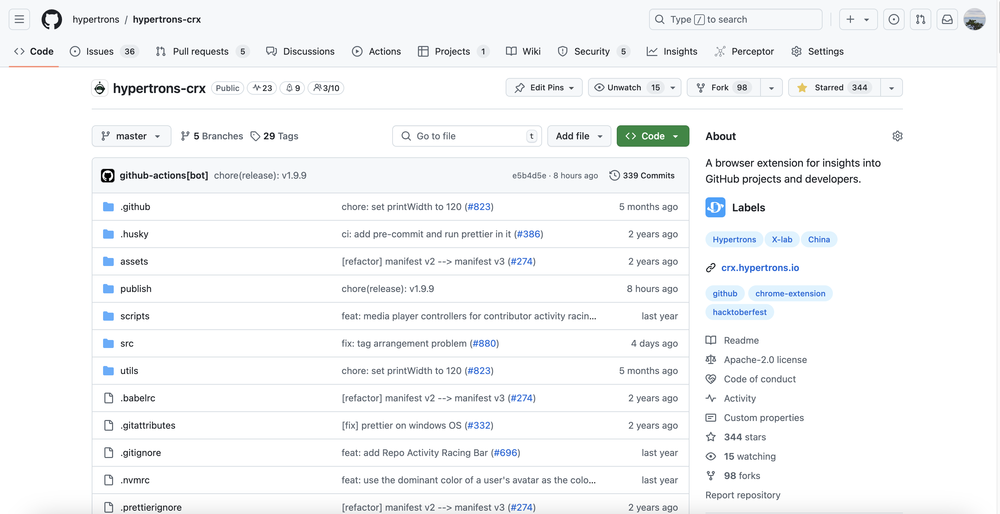 hypertrons / hypertrons-crx
Type / to search
Code
Issues 36
Pull requests 5
Discussions
Actions
Projects 1
Wiki
Security 5
Insights
Perceptor
Settings
hypertrons-crx Public 23 9 3/10
Edit Pins
Unwatch 15
Fork 98
Starred 344
master
5 Branches
29 Tags
Go to file t
Add file
Code
github-actions[bot] chore(release): v1.9.9 e5b4d5e · 8 hours ago 339 Commits
.github chore: set printWidth to 120 (#823) 5 months ago
.husky ci: add pre-commit and run prettier in it (#386) 2 years ago
assets [refactor] manifest v2 --> manifest v3 (#274) 2 years ago
publish chore(release): v1.9.9 8 hours ago
scripts feat: media player controllers for contributor activity racin... last year
src fix: tag arrangement problem (#880) 4 days ago
utils chore: set printWidth to 120 (#823) 5 months ago
.babelrc [refactor] manifest v2 --> manifest v3 (#274) 2 years ago
.gitattributes [fix] prettier on windows OS (#332) 2 years ago
.gitignore feat: add Repo Activity Racing Bar (#696) last year
.nvmrc feat: use the dominant color of a user's avatar as the colo... last year
.prettierignore [refactor] manifest v2 --> manifest v3 (#274) 2 years ago
About
A browser extension for insights into
GitHub projects and developers.
Labels
Hypertrons X-lab China
crx.hypertrons.io
github chrome-extension
hacktoberfest
Readme
Apache-2.0 license
Code of conduct
Activity
Custom properties
344 stars
15 watching
98 forks
Report repository